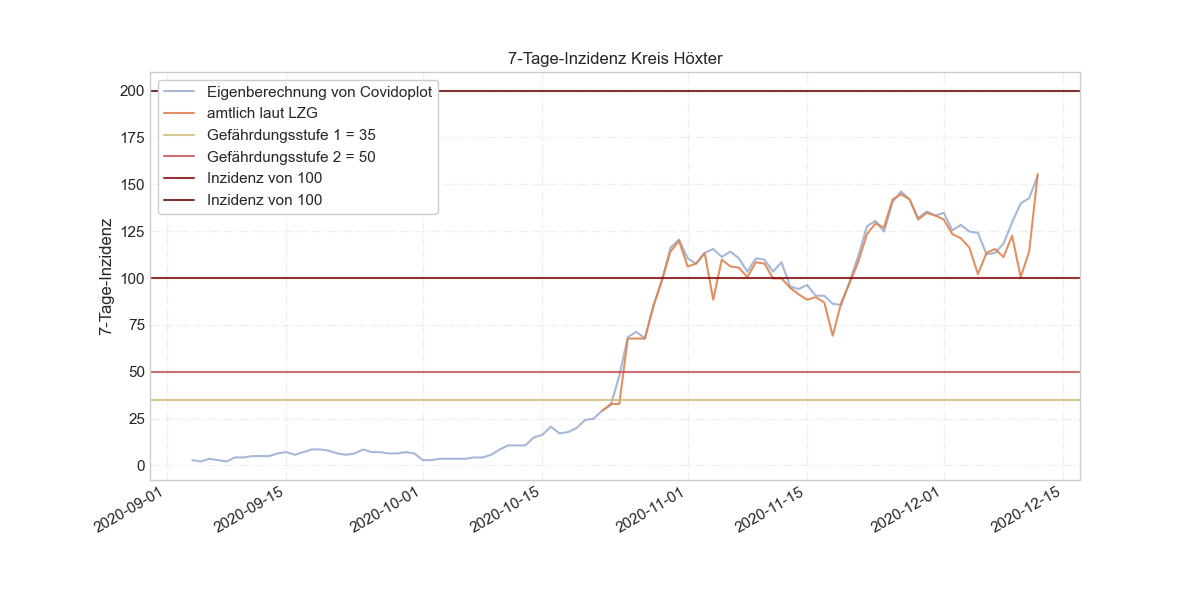 7-Tage-Inzidenz Kreis Höxter
Eigenberechnung von Covidoplot
amtlich laut LZG
Gefährdungsstufe 1 = 35
Gefährdungsstufe 2 = 50
Inzidenz von 100
Inzidenz von 100
7-Tage-Inzidenz
200
175
150
125
100
75
50
25
0
2020-09-01
2020-09-15
2020-10-01
2020-10-15
2020-11-01
2020-11-15
2020-12-01
2020-12-15